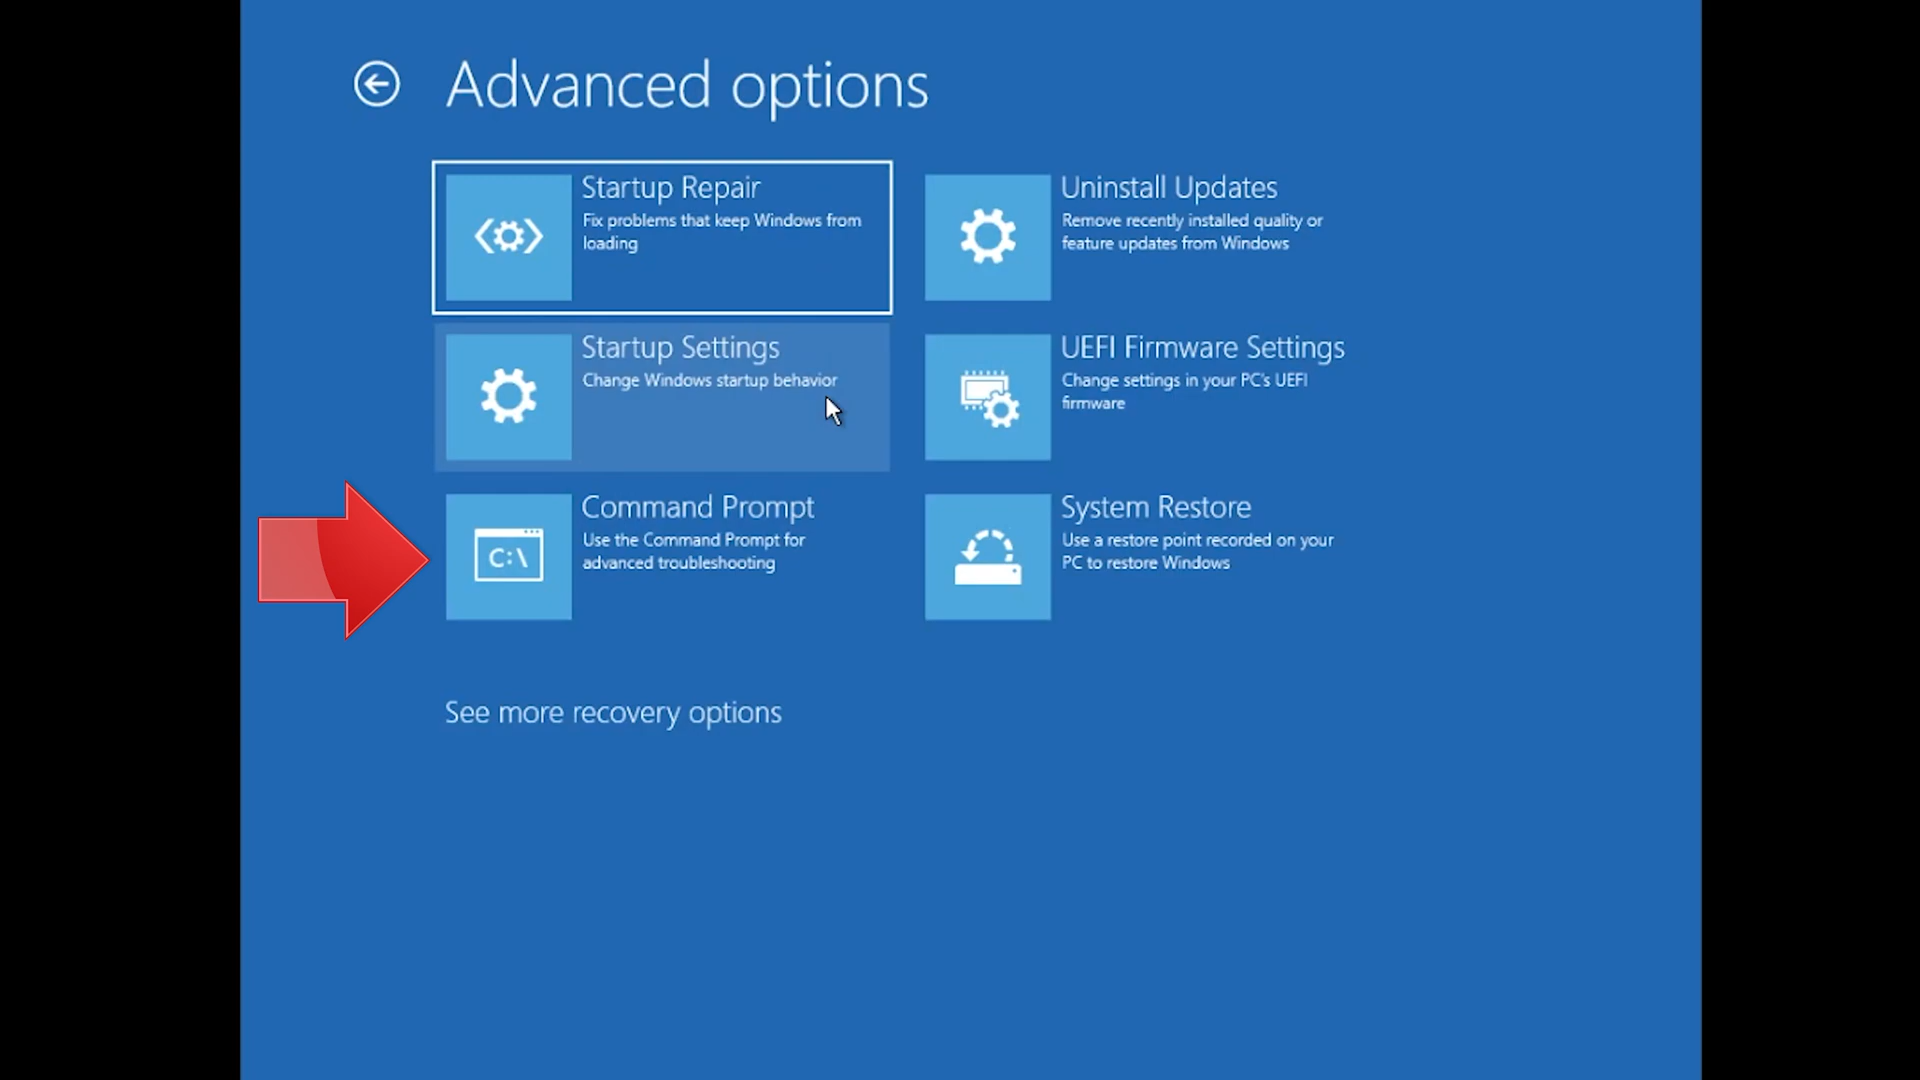 Advanced options
Startup Repair
Fix problems that keep Windows from
loading
Uninstall Updates
Remove recently installed quality or
feature updates from Windows
Startup Settings
Change Windows startup behavior
UEFI Firmware Settings
Change settings in your PC's UEFI
firmware
C:\
Command Prompt
Use the Command Prompt for
advanced troubleshooting
System Restore
Use a restore point recorded on your
PC to restore Windows
See more recovery options